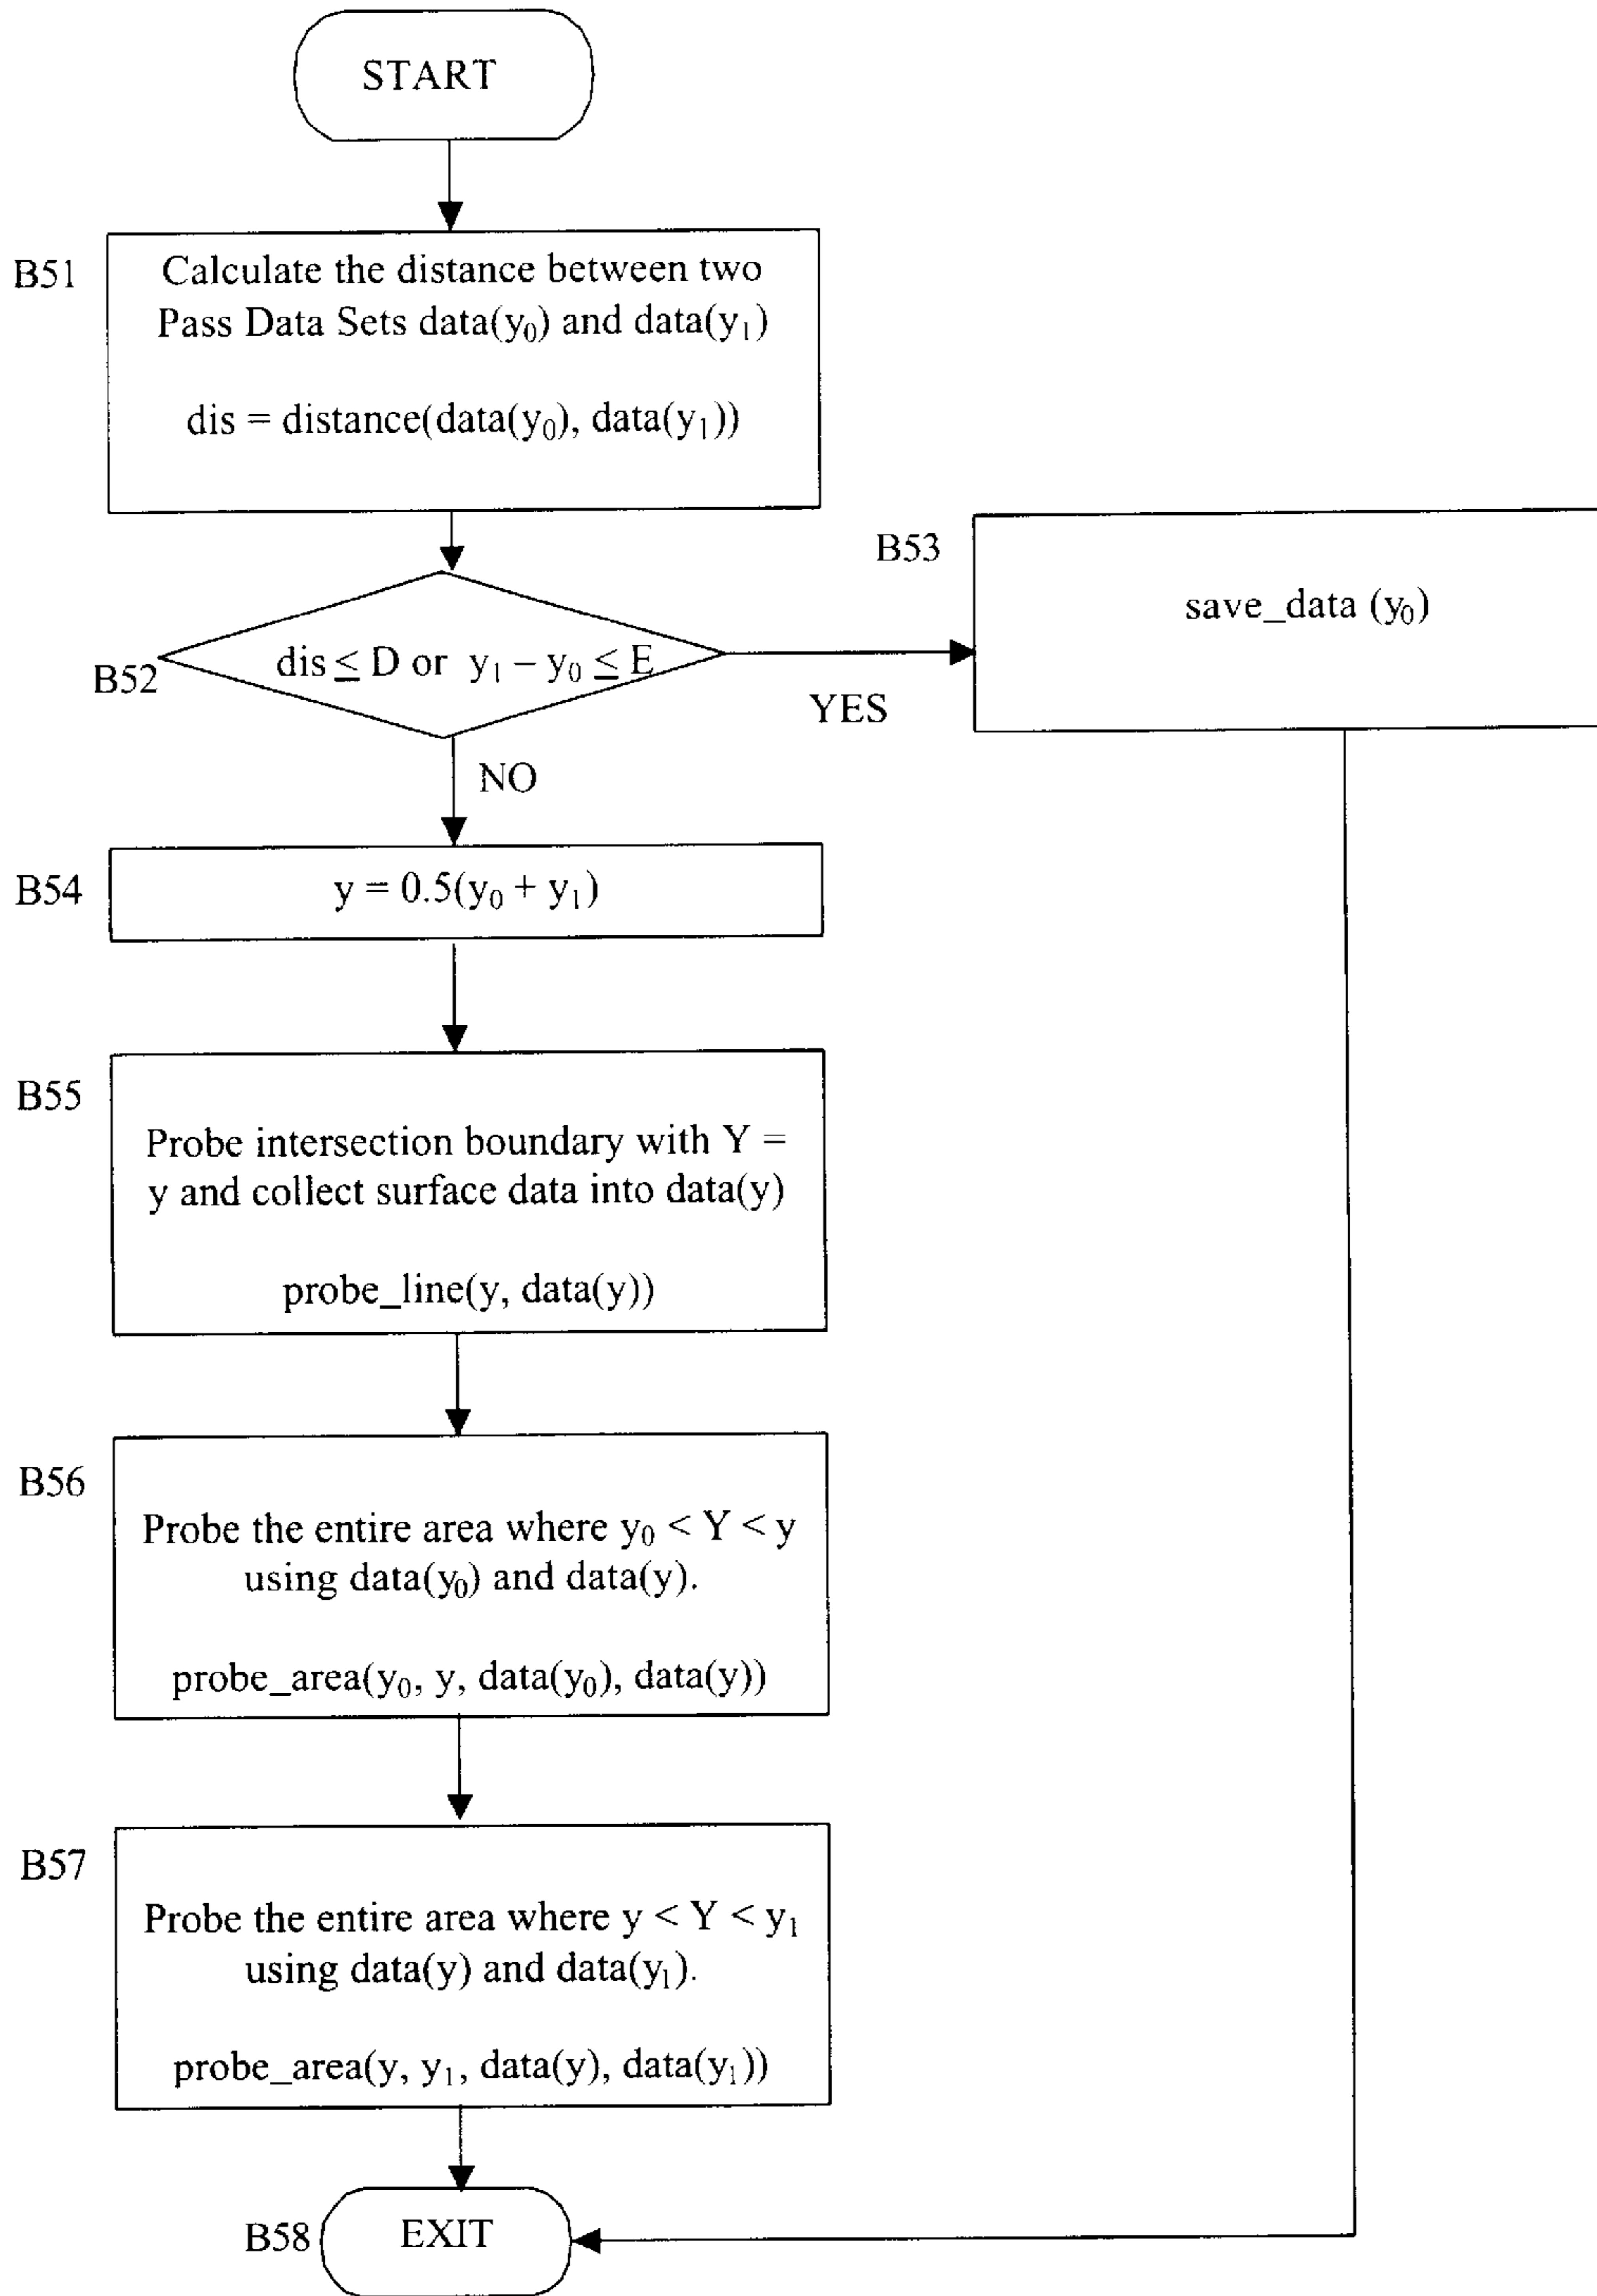 START
B51
Calculate the distance between two
Pass Data Sets data(y₀) and data(y₁)
dis = distance(data(y₀), data(y₁))
B52
dis ≤ D or y₁ – y₀ ≤ E
YES
B53
save_data (y₀)
NO
B54
y = 0.5(y₀ + y₁)
B55
Probe intersection boundary with Y =
y and collect surface data into data(y)
probe_line(y, data(y))
B56
Probe the entire area where y₀ < Y < y
using data(y₀) and data(y).
probe_area(y₀, y, data(y₀), data(y))
B57
Probe the entire area where y < Y < y₁
using data(y) and data(y₁).
probe_area(y, y₁, data(y), data(y₁))
B58
EXIT